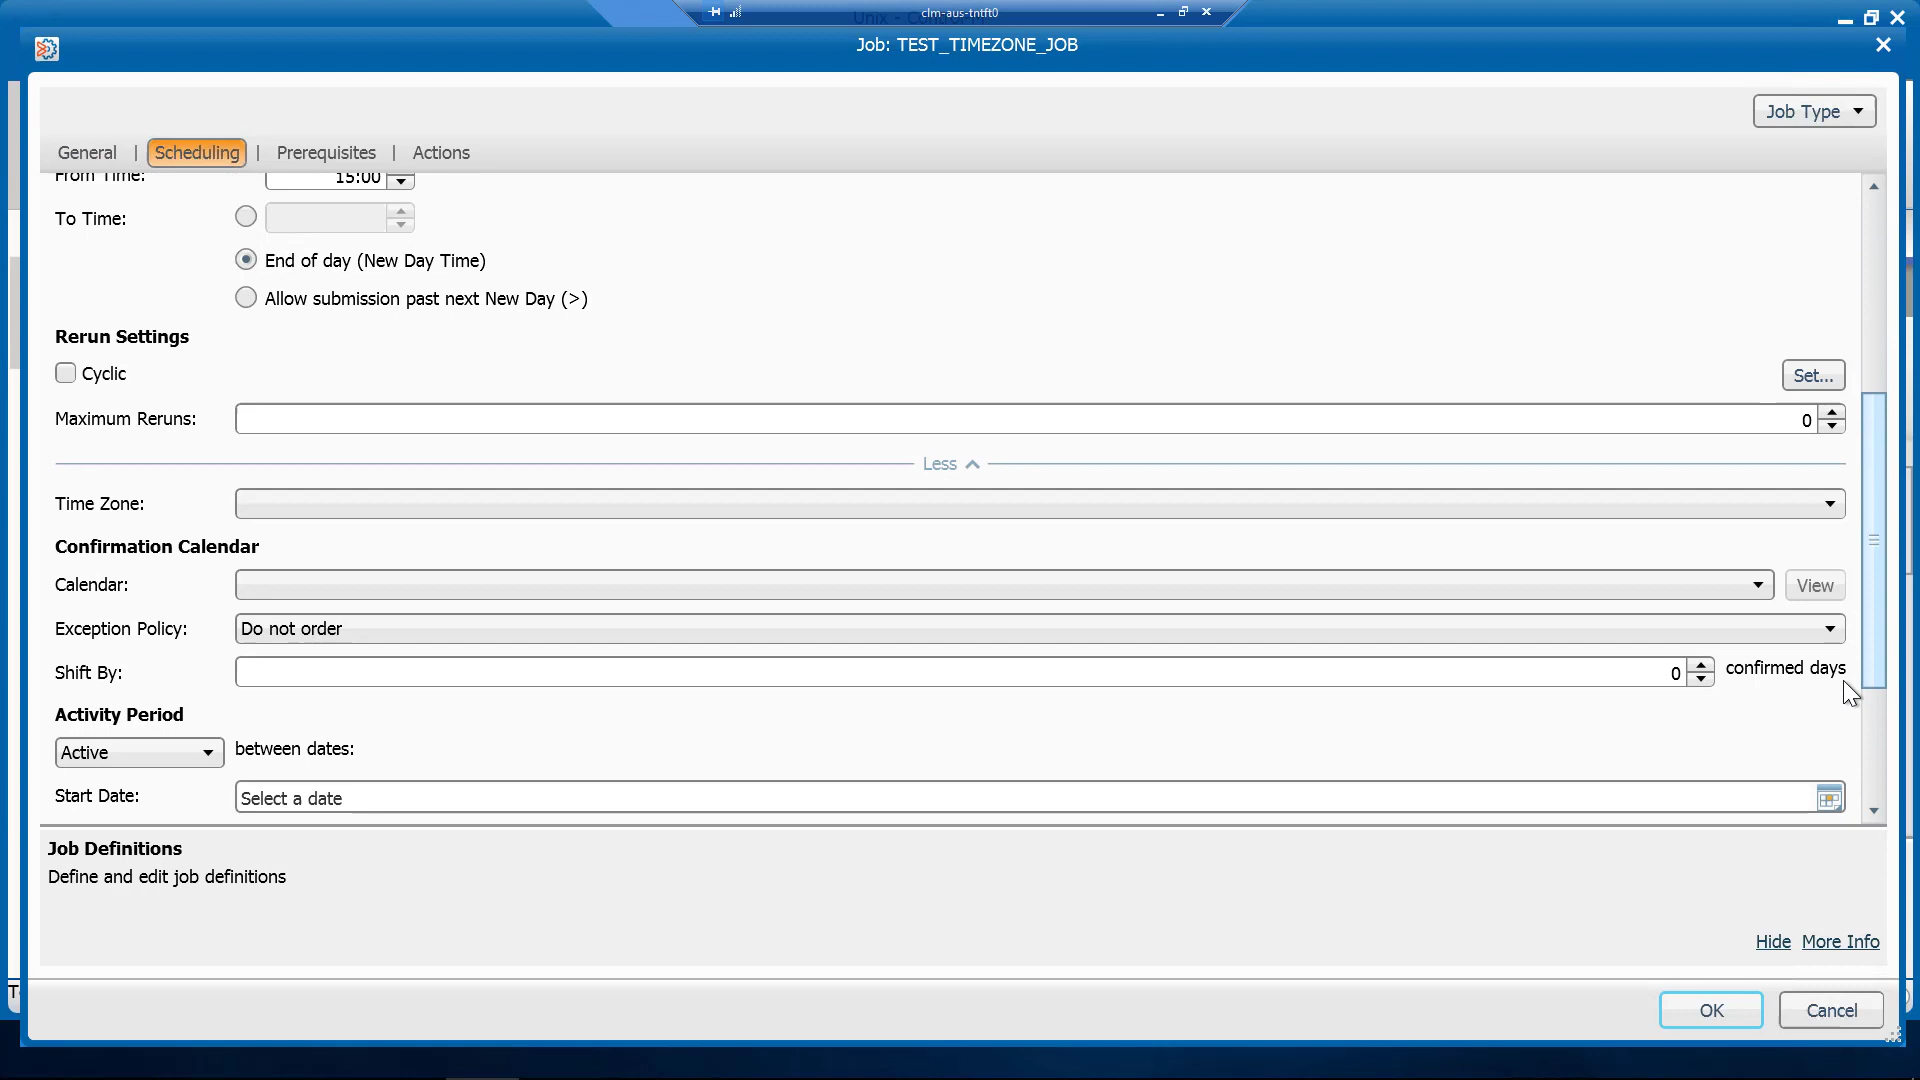 clm-aus-tntft0
Job: TEST_TIMEZONE_JOB
Job Type
General | Scheduling | Prerequisites | Actions
From Time: 15:00
To Time:
End of day (New Day Time)
Allow submission past next New Day (>)
Rerun Settings
Cyclic
Set...
Maximum Reruns: 0
Less
Time Zone:
Confirmation Calendar
Calendar: View
Exception Policy: Do not order
Shift By: 0 confirmed days
Activity Period
Active between dates:
Start Date: Select a date
Job Definitions
Define and edit job definitions
Hide More Info
OK Cancel